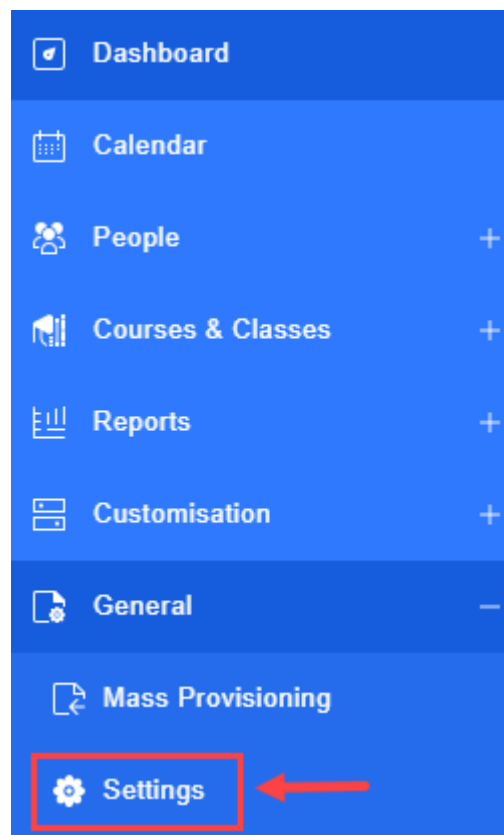 Dashboard
Calendar
People
Courses & Classes
Reports
Customisation
General
Mass Provisioning
Settings